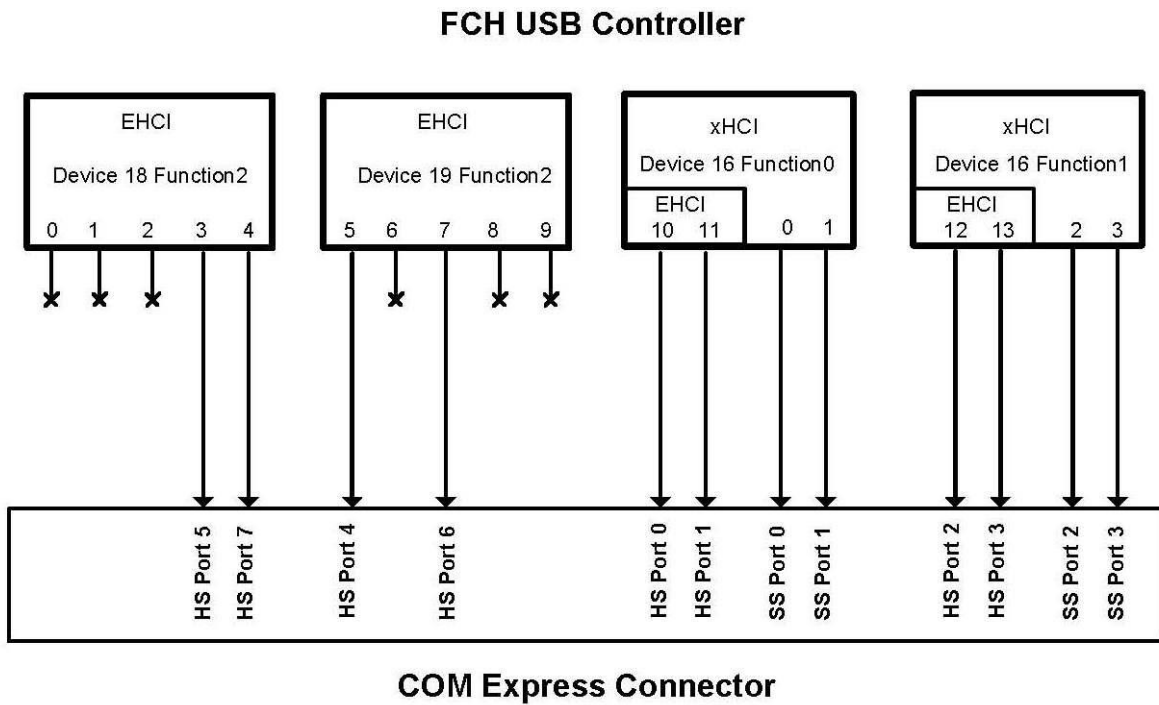 FCH USB Controller
EHCI EHCI xHCI xHCI
Device 18 Function2 Device 19 Function2 Device 16 Function0 Device 16 Function1
EHCI EHCI
0 1 2 3 4 5 6 7 8 9 10 11 0 1 12 13 2 3
HS Port 5
HS Port 7
HS Port 4
HS Port 6
HS Port 0
HS Port 1
SS Port 0
SS Port 1
HS Port 2
HS Port 3
SS Port 2
SS Port 3
COM Express Connector